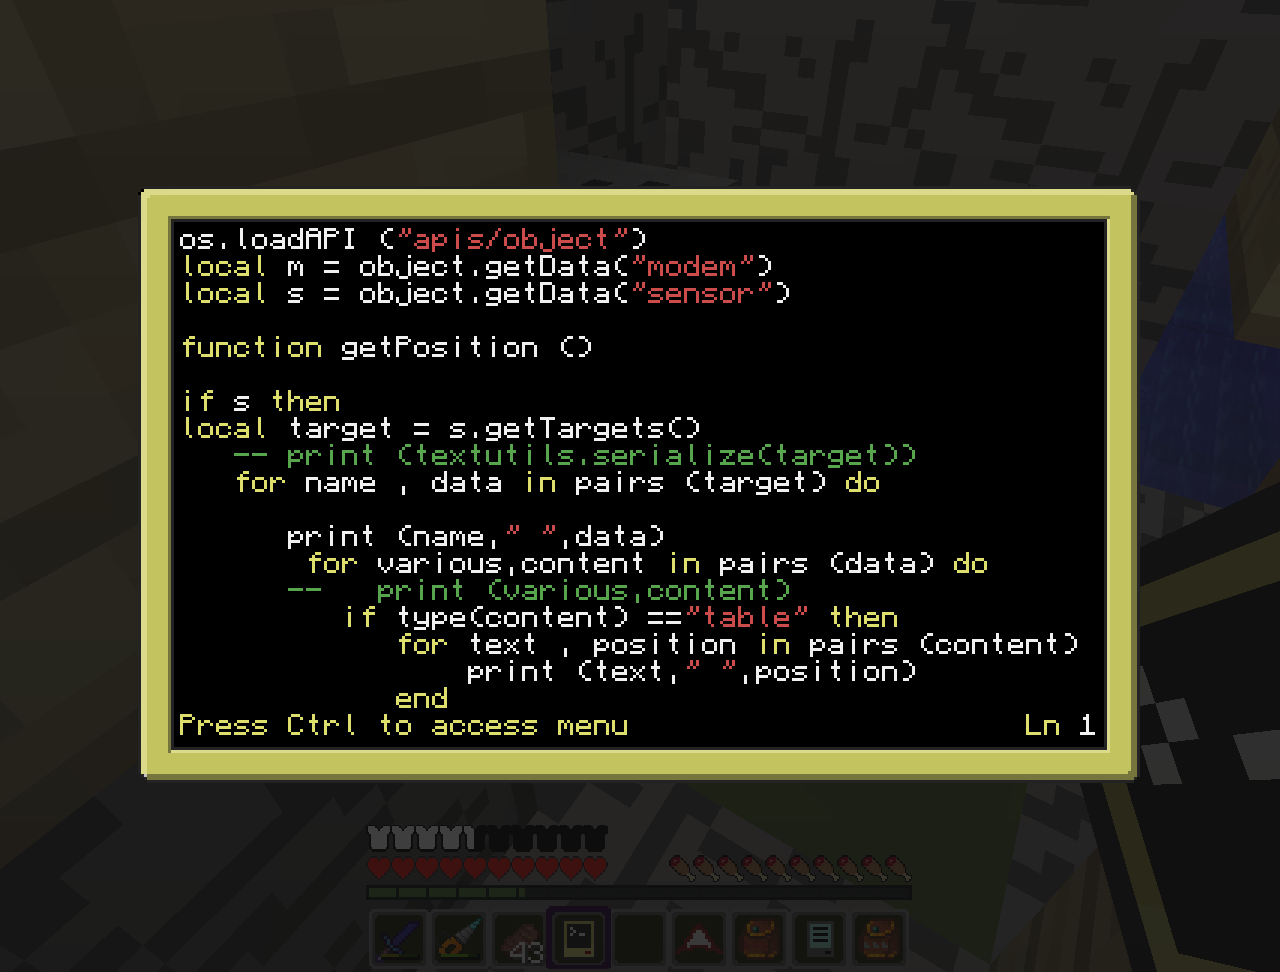 os.loadAPI ("apis/object")
local m = object.getData("modem")
local s = object.getData("sensor")
function getPosition ()
if s then
local target = s.getTargets()
-- print (textutils.serialize(target))
for name , data in pairs (target) do
print (name," ",data)
for various,content in pairs (data) do
-- print (various,content)
if type(content) =="table" then
for text , position in pairs (content)
print (text," ",position)
end
Press Ctrl to access menu Ln 1
43